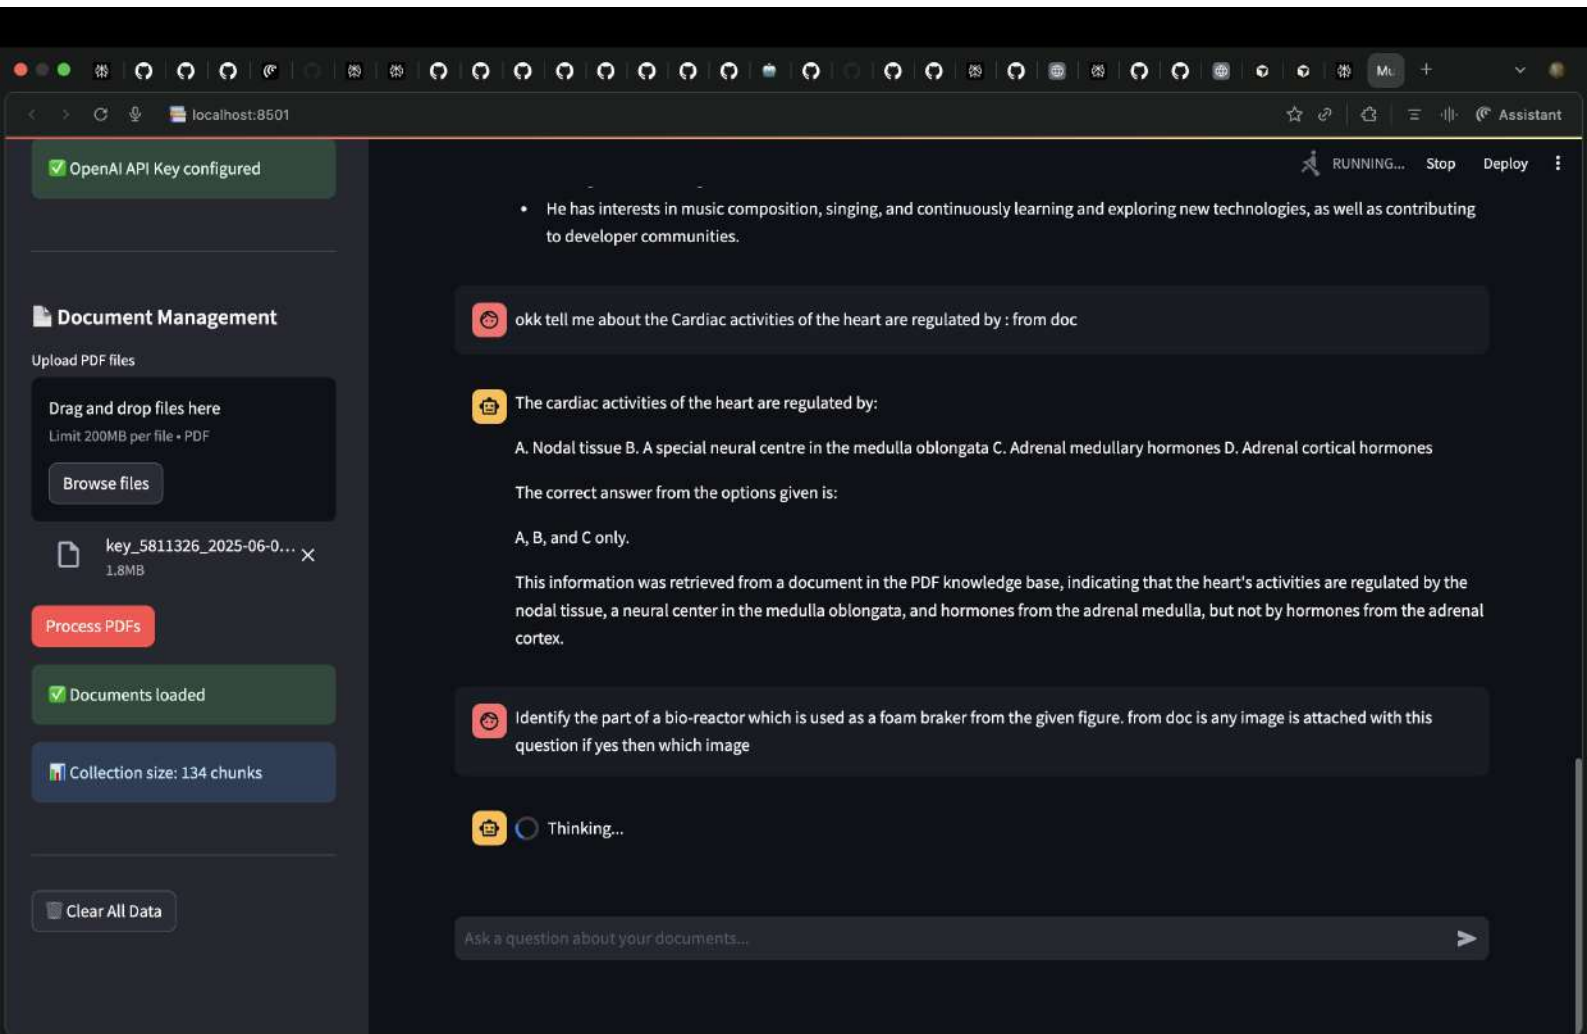 Mu
localhost:8501
Assistant
OpenAI API Key configured
RUNNING...
Stop
Deploy
He has interests in music composition, singing, and continuously learning and exploring new technologies, as well as contributing
to developer communities.
Document Management
Upload PDF files
Drag and drop files here
Limit 200MB per file • PDF
Browse files
key_5811326_2025-06-0...
1.8MB
Process PDFs
Documents loaded
Collection size: 134 chunks
Clear All Data
okk tell me about the Cardiac activities of the heart are regulated by : from doc
The cardiac activities of the heart are regulated by:
A. Nodal tissue B. A special neural centre in the medulla oblongata C. Adrenal medullary hormones D. Adrenal cortical hormones
The correct answer from the options given is:
A, B, and C only.
This information was retrieved from a document in the PDF knowledge base, indicating that the heart's activities are regulated by the
nodal tissue, a neural center in the medulla oblongata, and hormones from the adrenal medulla, but not by hormones from the adrenal
cortex.
Identify the part of a bio-reactor which is used as a foam braker from the given figure. from doc is any image is attached with this
question if yes then which image
Thinking...
Ask a question about your documents...